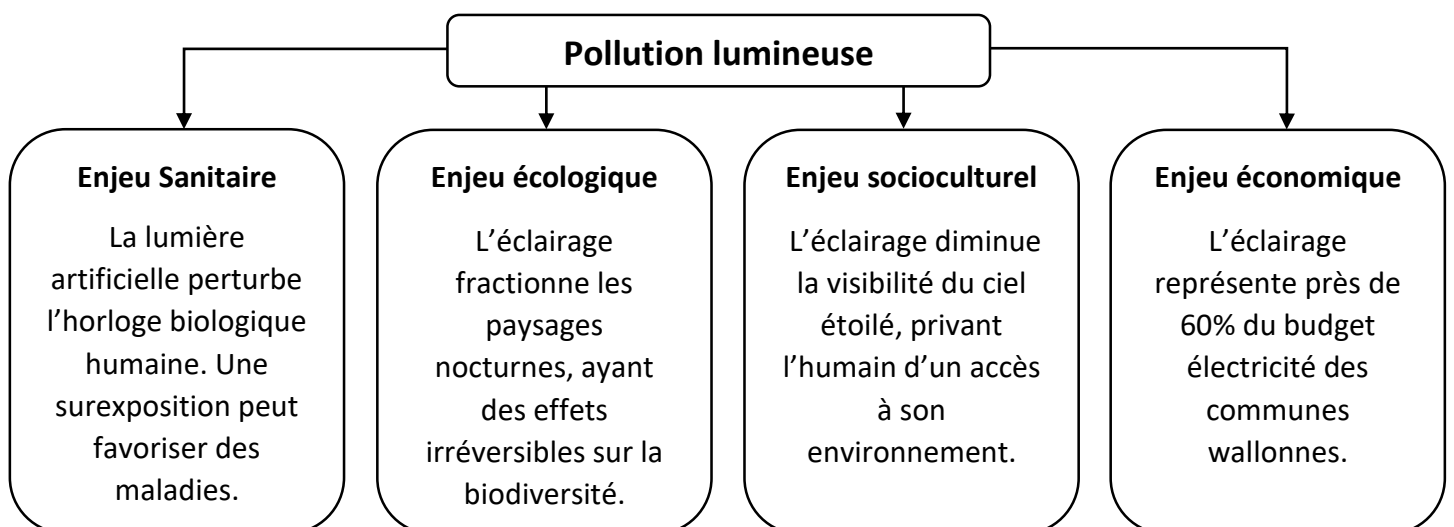 Pollution lumineuse
Enjeu Sanitaire
La lumière
artificielle perturbe
l’horloge biologique
humaine. Une
surexposition peut
favoriser des
maladies.
Enjeu écologique
L’éclairage
fractionne les
paysages
nocturnes, ayant
des effets
irréversibles sur la
biodiversité.
Enjeu socioculturel
L’éclairage diminue
la visibilité du ciel
étoilé, privant
l’humain d’un accès
à son
environnement.
Enjeu économique
L’éclairage
représente près de
60% du budget
électricité des
communes
wallonnes.